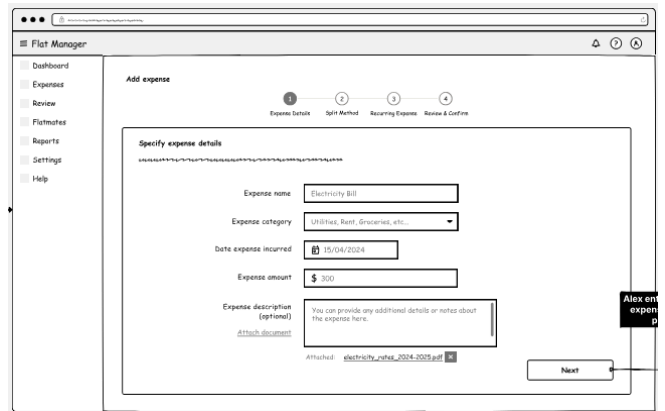 Flat Manager
Dashboard
Expenses
Review
Flatmates
Reports
Settings
Help
Add expense
1 2 3 4
Expense Details Split Method Recurring Expense Review & Confirm
Specify expense details
Expense name Electricity Bill
Expense category Utilities, Rent, Groceries, etc...
Date expense incurred 15/04/2024
Expense amount $ 300
Expense description
(optional)
You can provide any additional details or notes about
the expense here.
Attach document
Attached: electricity_rates_2024-2025.pdf ×
Next
Alex ent
expens
p